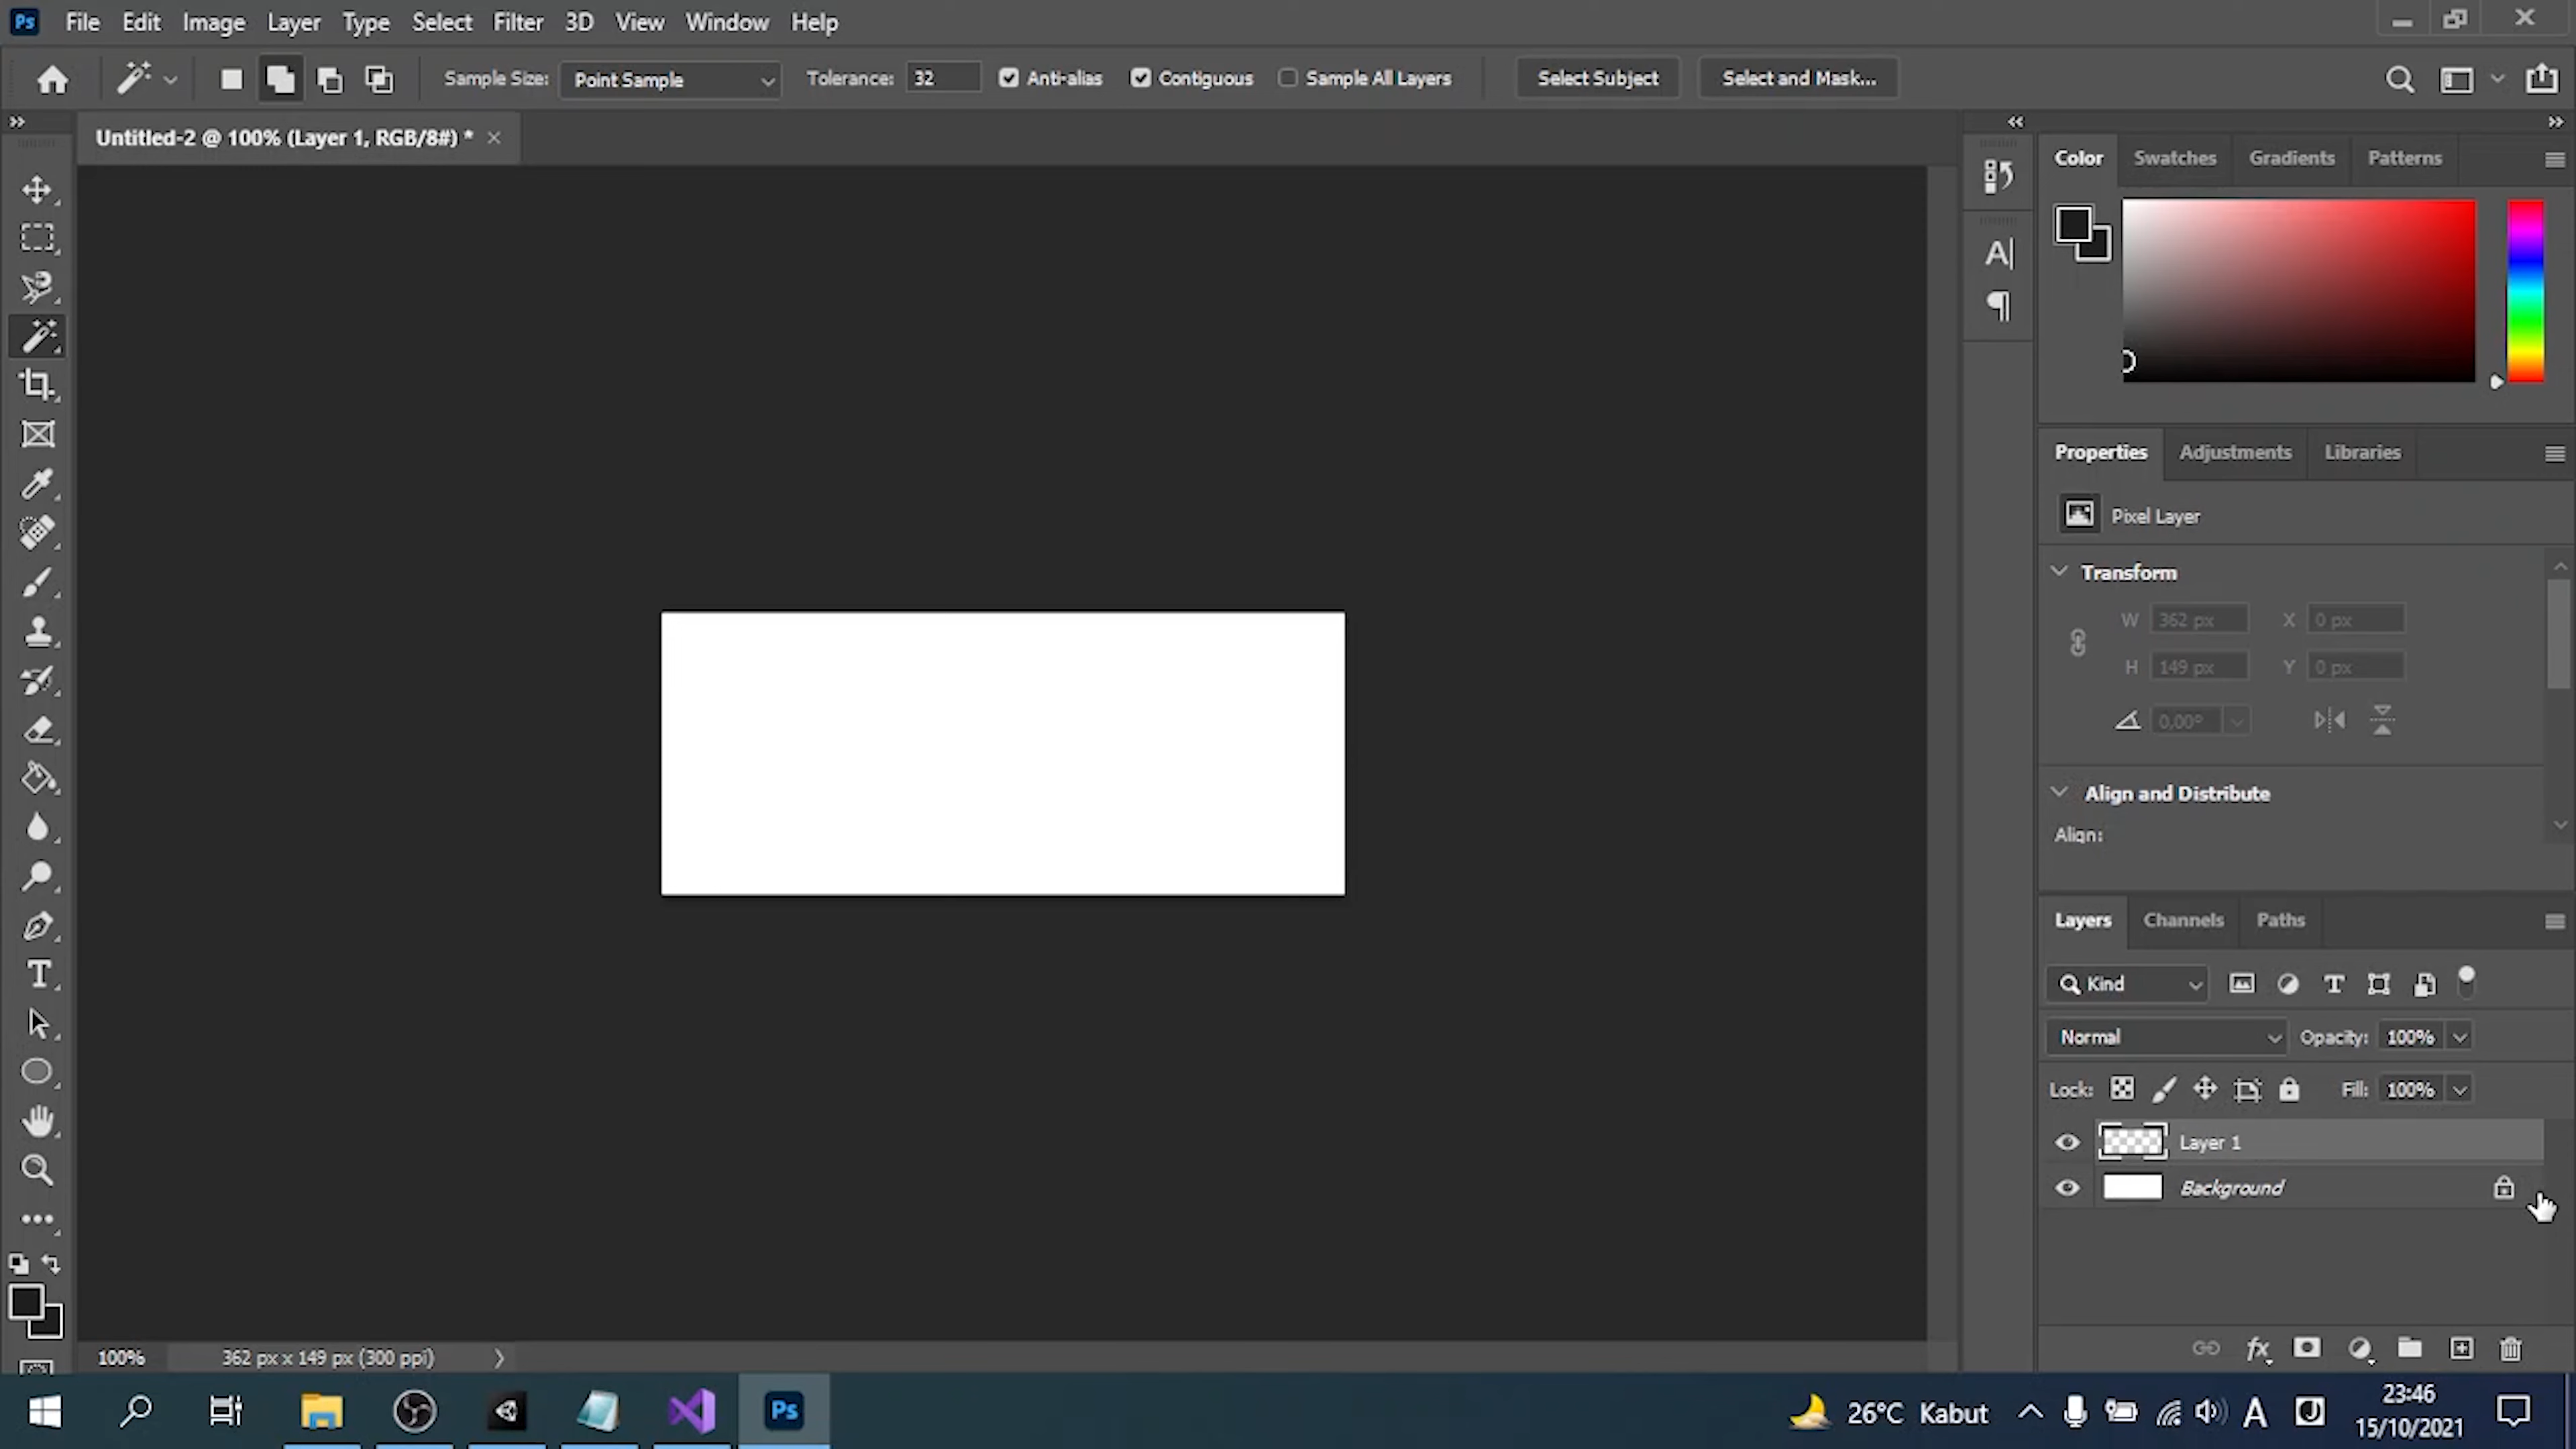 Ps File Edit Image Layer Type Select Filter 3D View Window Help
Sample Size: Point Sample Tolerance: 32 Anti-alias Contiguous Sample All Layers Select Subject Select and Mask...
Untitled-2 @ 100% (Layer 1, RGB/8#) *
Color Swatches Gradients Patterns
Properties Adjustments Libraries
Pixel Layer
Transform
W 362 px X 0 px
H 149 px Y 0 px
0,00°
Align and Distribute
Align:
Layers Channels Paths
Kind
Normal Opacity: 100%
Lock: Fill: 100%
Layer 1
Background
100% 362 px x 149 px (300 ppi)
Ps
26°C Kabut
A
23:46
15/10/2021